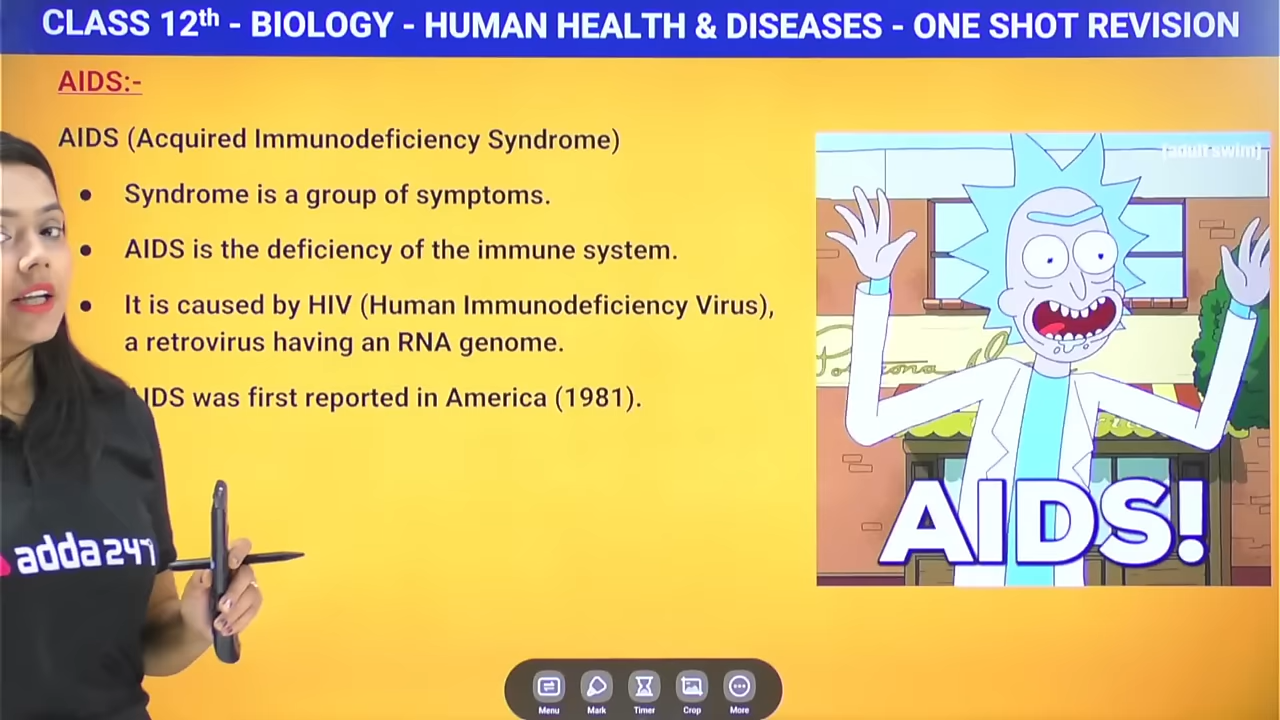 CLASS 12th - BIOLOGY - HUMAN HEALTH & DISEASES - ONE SHOT REVISION
AIDS:-
AIDS (Acquired Immunodeficiency Syndrome)
• Syndrome is a group of symptoms.
• AIDS is the deficiency of the immune system.
• It is caused by HIV (Human Immunodeficiency Virus),
a retrovirus having an RNA genome.
AIDS was first reported in America (1981).
[adult swim]
AIDS!
adda247
Menu Mark Timer Crop More